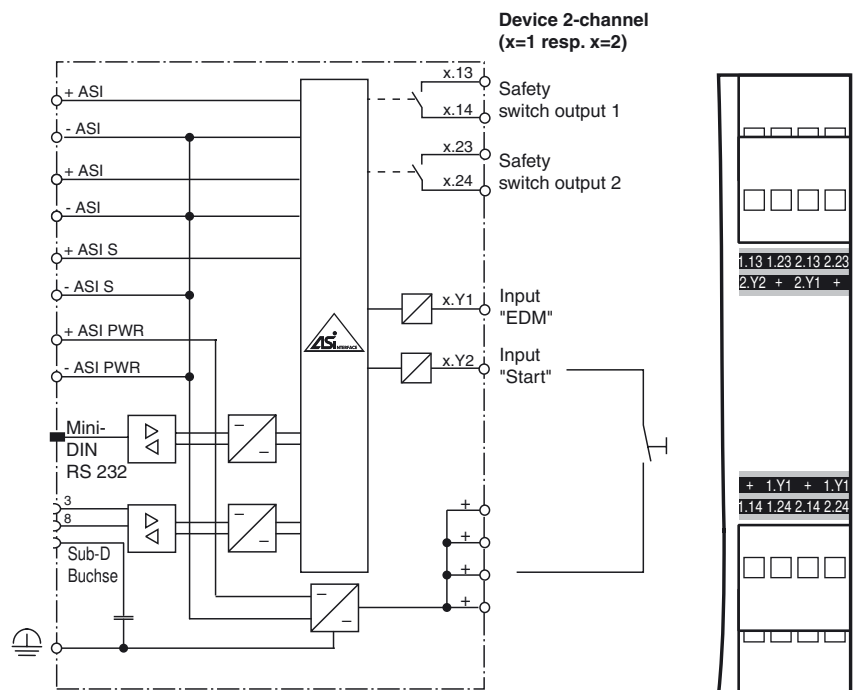 Device 2-channel
(x=1 resp. x=2)
+ ASI
- ASI
+ ASI
- ASI
+ ASI S
- ASI S
+ ASI PWR
- ASI PWR
Mini-
DIN
RS 232
3
8
Sub-D
Buchse
ASi
INTERFACE
x.13
x.14
Safety
switch output 1
x.23
x.24
Safety
switch output 2
x.Y1
Input
"EDM"
x.Y2
Input
"Start"
+
+
+
+
1.13 1.23 2.13 2.23
2.Y2 + 2.Y1 +
+ 1.Y1 + 1.Y1
1.14 1.24 2.14 2.24